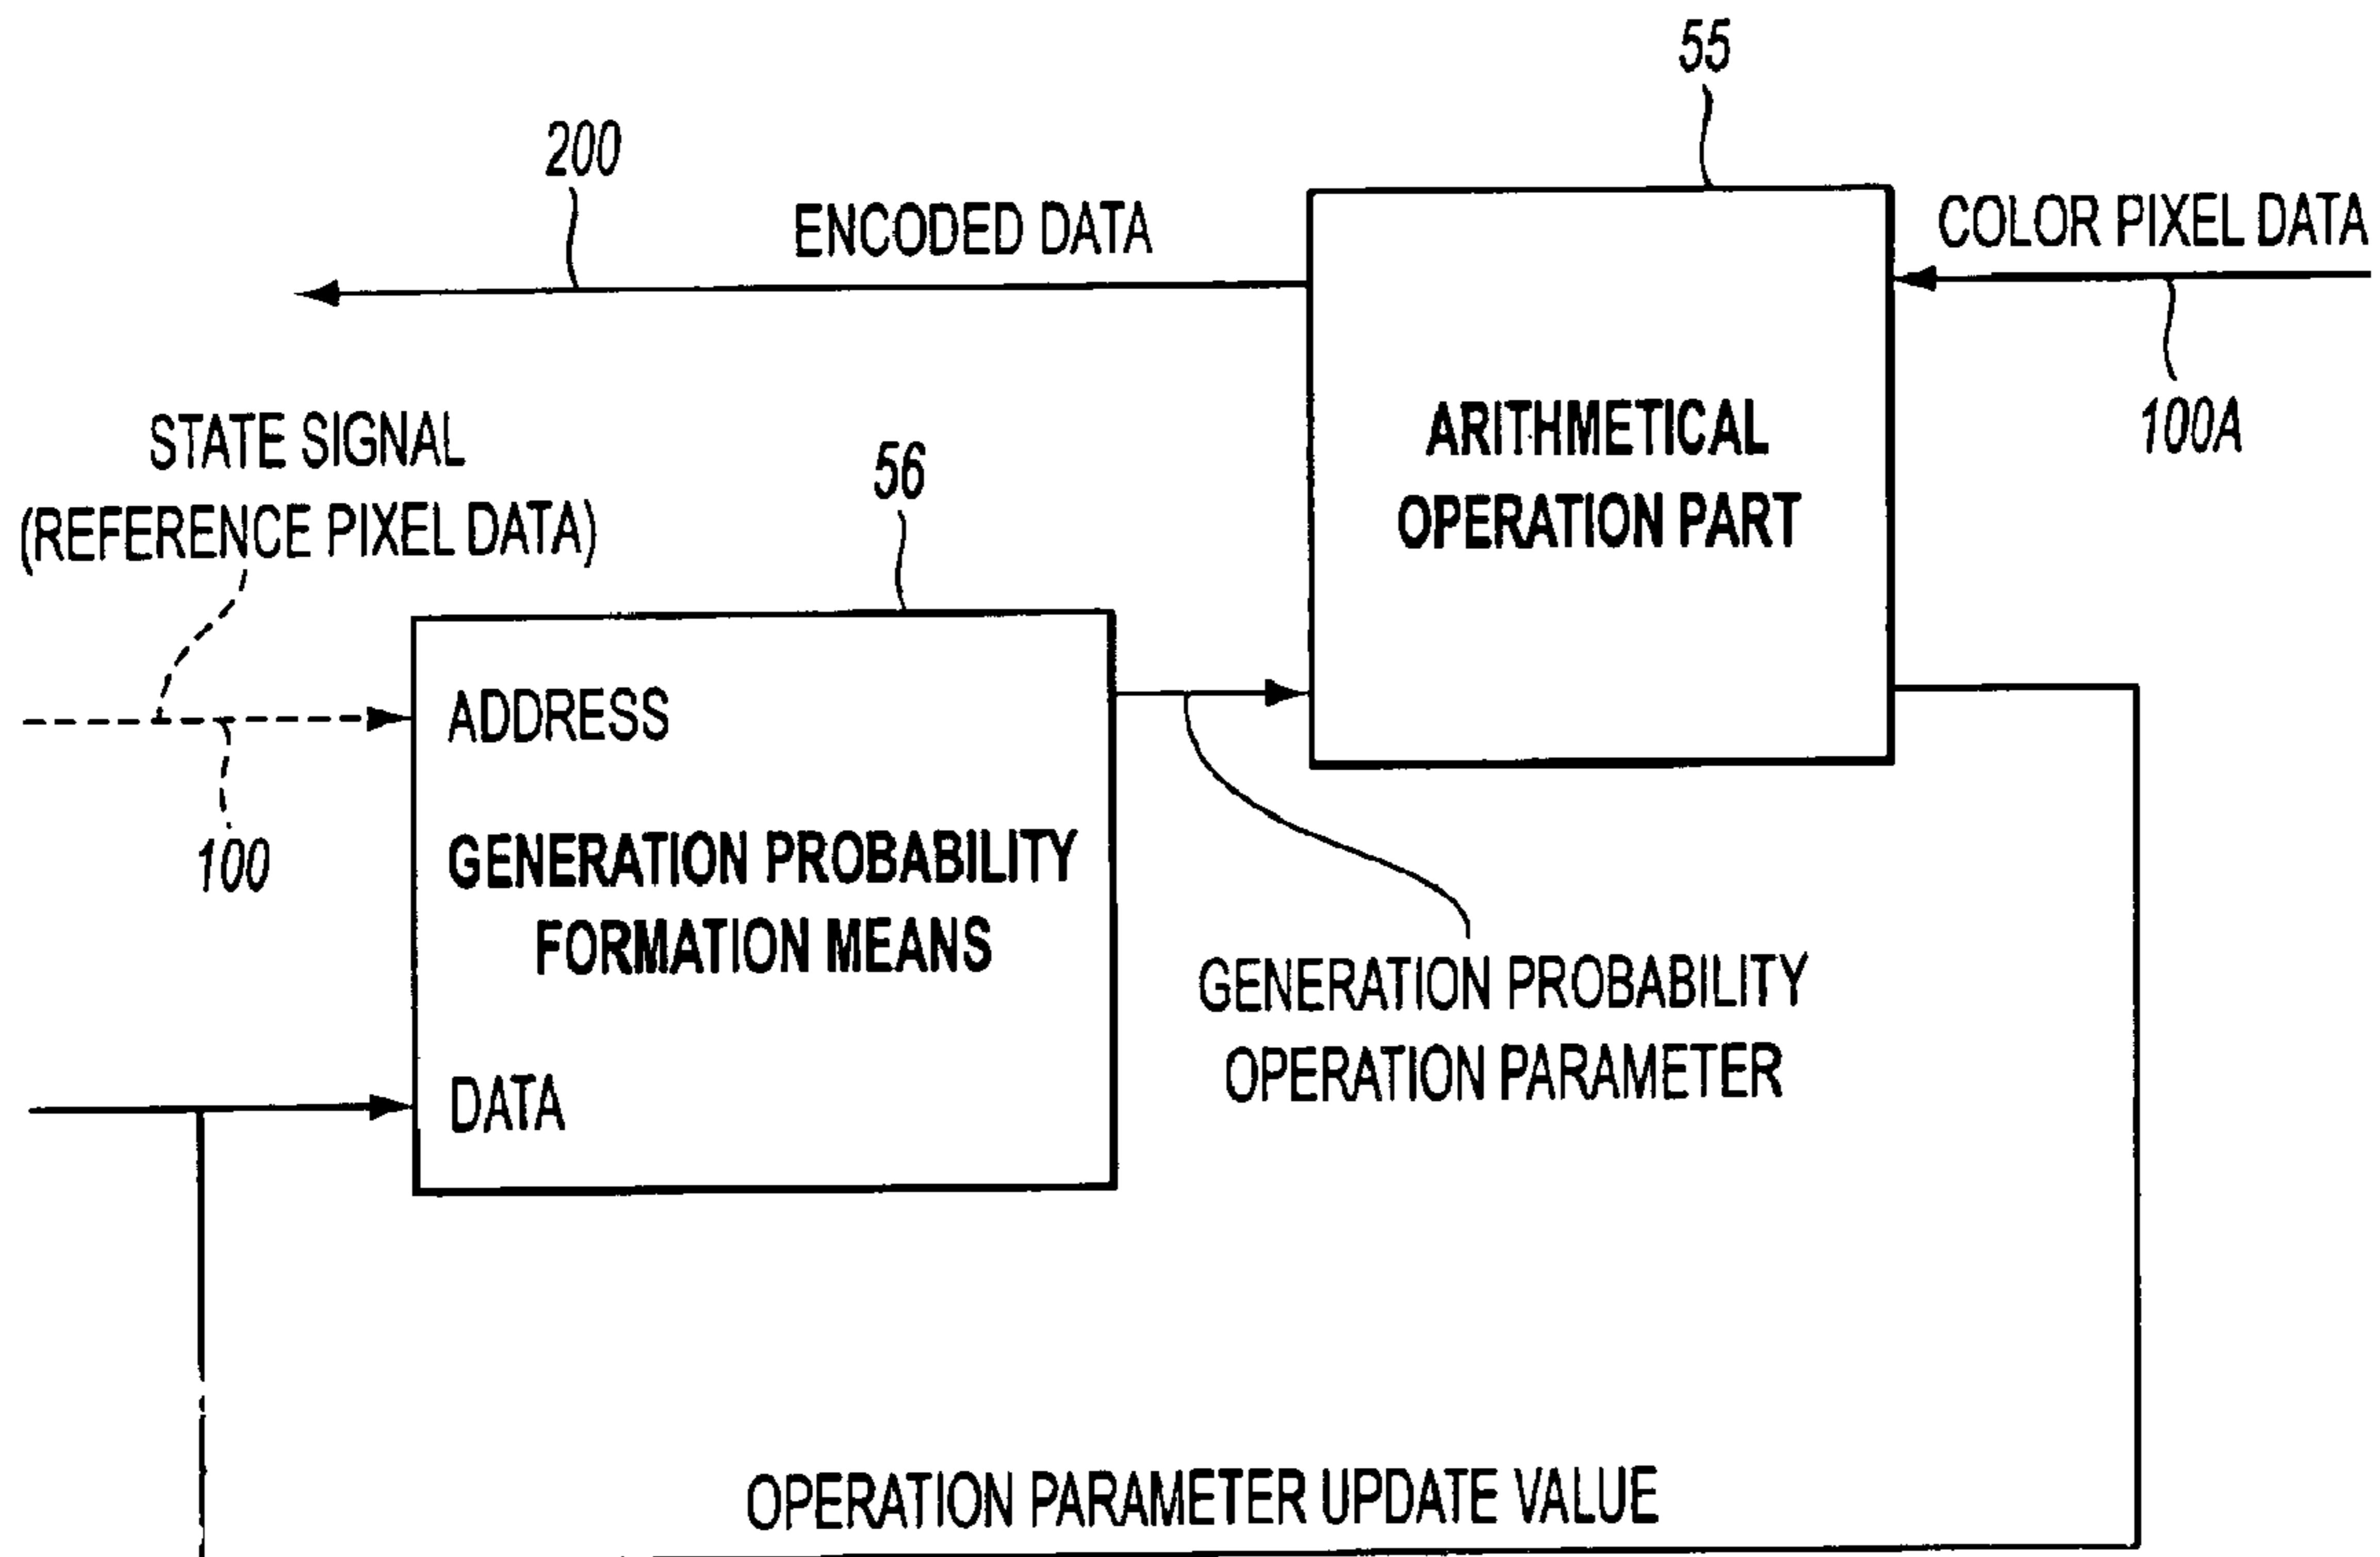 55
200
ENCODED DATA
COLOR PIXEL DATA
STATE SIGNAL
(REFERENCE PIXEL DATA)
100A
ARITHMETICAL
OPERATION PART
56
ADDRESS
100
GENERATION PROBABILITY
FORMATION MEANS
GENERATION PROBABILITY
OPERATION PARAMETER
DATA
OPERATION PARAMETER UPDATE VALUE